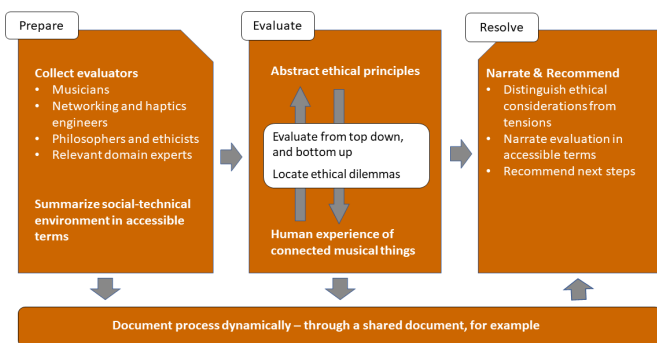 Prepare
Collect evaluators
• Musicians
• Networking and haptics
engineers
• Philosophers and ethicists
• Relevant domain experts
Summarize social-technical
environment in accessible
terms
Evaluate
Abstract ethical principles
Evaluate from top down,
and bottom up
Locate ethical dilemmas
Human experience of
connected musical things
Resolve
Narrate & Recommend
• Distinguish ethical
considerations from
tensions
• Narrate evaluation in
accessible terms
• Recommend next steps
Document process dynamically – through a shared document, for example